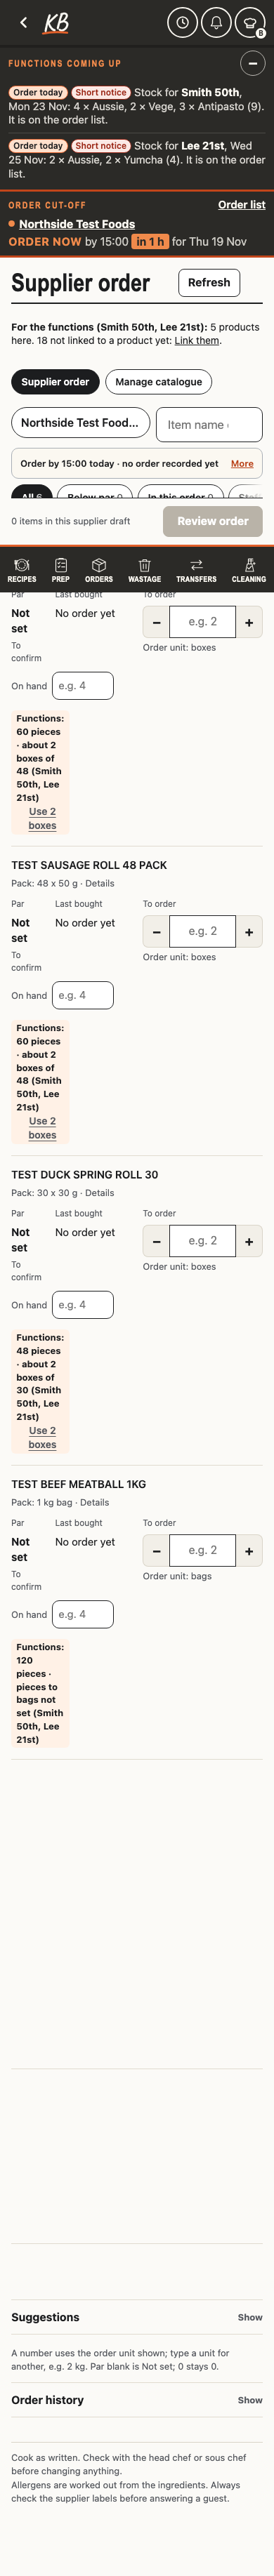 KB
B
FUNCTIONS COMING UP
Order today Short notice Stock for Smith 50th,
Mon 23 Nov: 4 × Aussie, 2 × Vege, 3 × Antipasto (9).
It is on the order list.
Order today Short notice Stock for Lee 21st, Wed
25 Nov: 2 × Aussie, 2 × Yumcha (4). It is on the order
list.
ORDER CUT-OFF Order list
Northside Test Foods
ORDER NOW by 15:00 in 1 h for Thu 19 Nov
Supplier order Refresh
For the functions (Smith 50th, Lee 21st): 5 products
here. 18 not linked to a product yet: Link them.
Supplier order Manage catalogue
Northside Test Food... Item name
Order by 15:00 today · no order recorded yet More
All 6 Below par 0 In this order 0
0 items in this supplier draft Review order
RECIPES PREP ORDERS WASTAGE TRANSFERS CLEANING
Par Last bought To order
Not set No order yet − e.g. 2 +
To confirm Order unit: boxes
On hand e.g. 4
Functions:
60 pieces
· about 2
boxes of
48 (Smith
50th, Lee
21st)
Use 2
boxes
TEST SAUSAGE ROLL 48 PACK
Pack: 48 x 50 g · Details
Par Last bought To order
Not set No order yet − e.g. 2 +
To confirm Order unit: boxes
On hand e.g. 4
Functions:
60 pieces
· about 2
boxes of
48 (Smith
50th, Lee
21st)
Use 2
boxes
TEST DUCK SPRING ROLL 30
Pack: 30 x 30 g · Details
Par Last bought To order
Not set No order yet − e.g. 2 +
To confirm Order unit: boxes
On hand e.g. 4
Functions:
48 pieces
· about 2
boxes of
30 (Smith
50th, Lee
21st)
Use 2
boxes
TEST BEEF MEATBALL 1KG
Pack: 1 kg bag · Details
Par Last bought To order
Not set No order yet − e.g. 2 +
To confirm Order unit: bags
On hand e.g. 4
Functions:
120
pieces ·
pieces to
bags not
set (Smith
50th, Lee
21st)
Suggestions Show
A number uses the order unit shown; type a unit for
another, e.g. 2 kg. Par blank is Not set; 0 stays 0.
Order history Show
Cook as written. Check with the head chef or sous chef
before changing anything.
Allergens are worked out from the ingredients. Always
check the supplier labels before answering a guest.